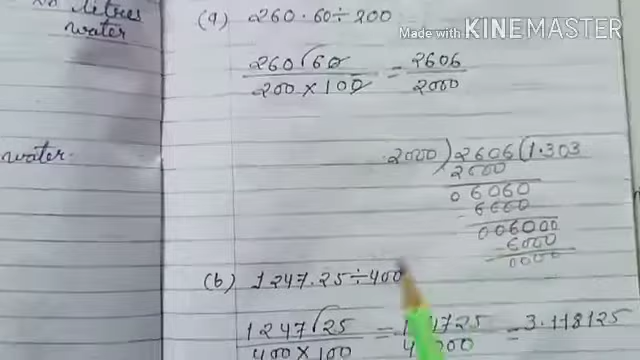 litres
water
(a) 260.60÷200
Made with KINEMASTER
260(60 / 200×100 = 2606 / 2000
water.
2000)2606(1.303
2000
06060
- 6000
006000
- 6000
0000
(b) 1247.25÷400
1247(25 / 400×100 = 25 = 3.118125